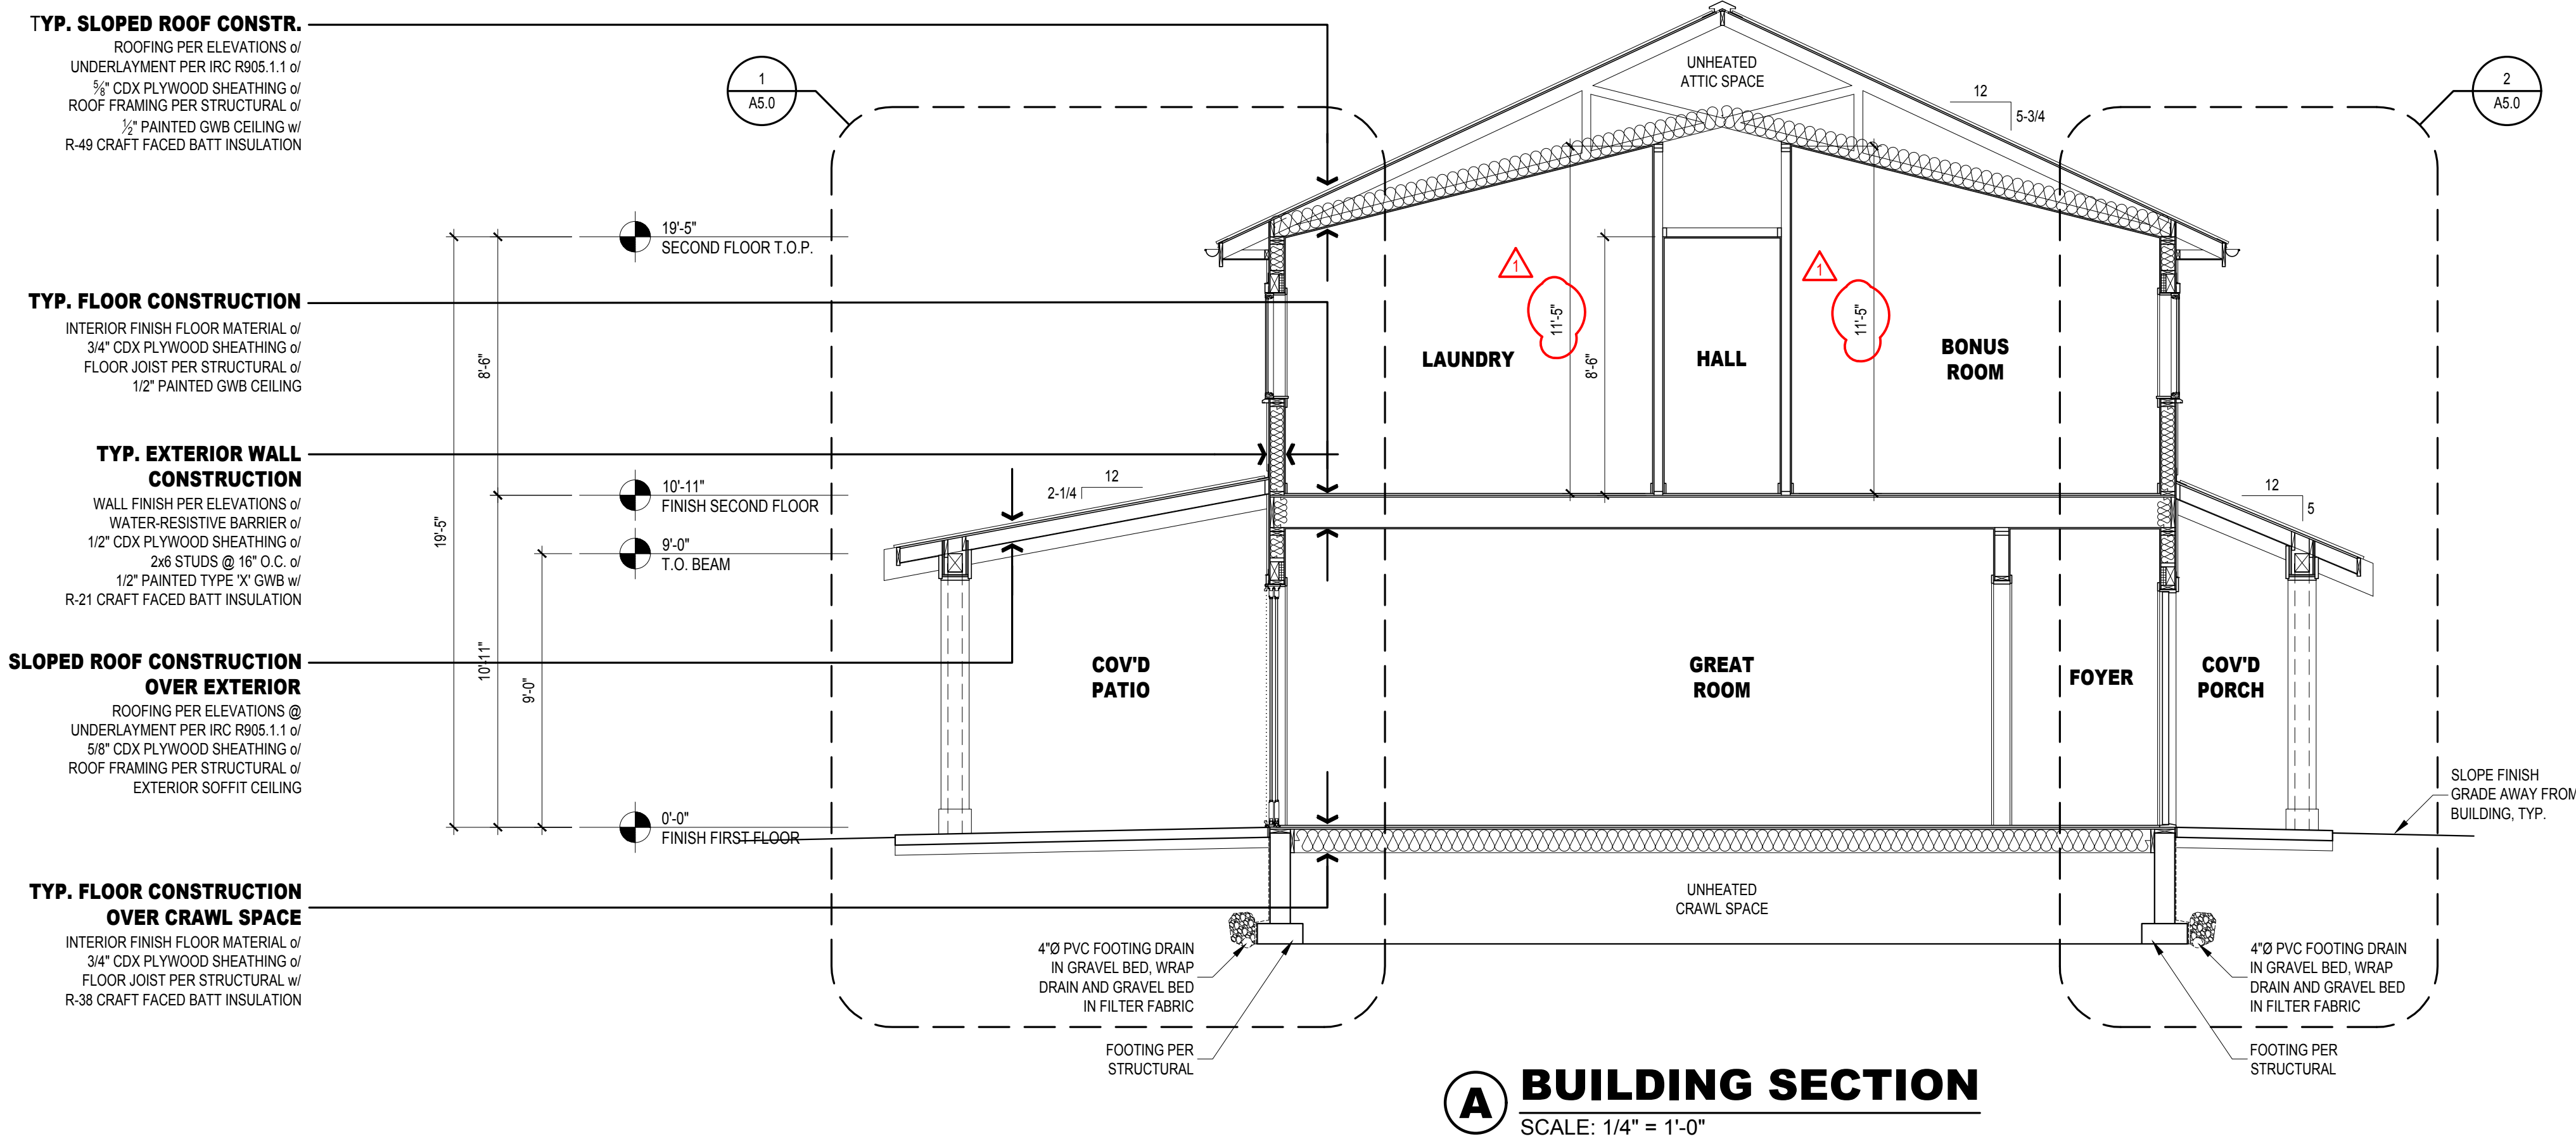 TYP. SLOPED ROOF CONSTR.
ROOFING PER ELEVATIONS o/
UNDERLAYMENT PER IRC R905.1.1 o/
5/8" CDX PLYWOOD SHEATHING o/
ROOF FRAMING PER STRUCTURAL o/
1/2" PAINTED GWB CEILING w/
R-49 CRAFT FACED BATT INSULATION
TYP. FLOOR CONSTRUCTION
INTERIOR FINISH FLOOR MATERIAL o/
3/4" CDX PLYWOOD SHEATHING o/
FLOOR JOIST PER STRUCTURAL o/
1/2" PAINTED GWB CEILING
TYP. EXTERIOR WALL
CONSTRUCTION
WALL FINISH PER ELEVATIONS o/
WATER-RESISTIVE BARRIER o/
1/2" CDX PLYWOOD SHEATHING o/
2x6 STUDS @ 16" O.C. o/
1/2" PAINTED TYPE 'X' GWB w/
R-21 CRAFT FACED BATT INSULATION
SLOPED ROOF CONSTRUCTION
OVER EXTERIOR
ROOFING PER ELEVATIONS @
UNDERLAYMENT PER IRC R905.1.1 o/
5/8" CDX PLYWOOD SHEATHING o/
ROOF FRAMING PER STRUCTURAL o/
EXTERIOR SOFFIT CEILING
TYP. FLOOR CONSTRUCTION
OVER CRAWL SPACE
INTERIOR FINISH FLOOR MATERIAL o/
3/4" CDX PLYWOOD SHEATHING o/
FLOOR JOIST PER STRUCTURAL w/
R-38 CRAFT FACED BATT INSULATION
19'-5"
8'-6"
10'-11"
9'-0"
19'-5"
SECOND FLOOR T.O.P.
10'-11"
FINISH SECOND FLOOR
9'-0"
T.O. BEAM
0'-0"
FINISH FIRST FLOOR
1
A5.0
2
A5.0
UNHEATED
ATTIC SPACE
12
5-3/4
1
11'-5"
8'-6"
1
11'-5"
LAUNDRY
HALL
BONUS
ROOM
12
2-1/4
12
5
COV'D
PATIO
GREAT
ROOM
FOYER
COV'D
PORCH
SLOPE FINISH
GRADE AWAY FROM
BUILDING, TYP.
UNHEATED
CRAWL SPACE
4"Ø PVC FOOTING DRAIN
IN GRAVEL BED, WRAP
DRAIN AND GRAVEL BED
IN FILTER FABRIC
FOOTING PER
STRUCTURAL
4"Ø PVC FOOTING DRAIN
IN GRAVEL BED, WRAP
DRAIN AND GRAVEL BED
IN FILTER FABRIC
FOOTING PER
STRUCTURAL
A
BUILDING SECTION
SCALE: 1/4" = 1'-0"